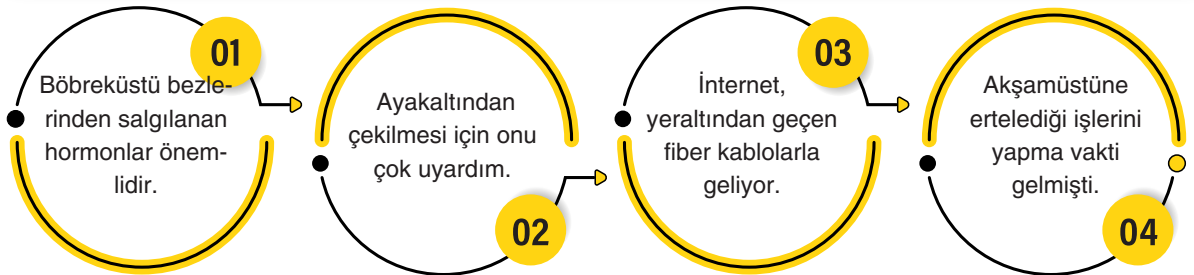 01
Böbreküstü bezle-
rinden salgılanan
hormonlar önem-
lidir.
Ayakaltından
çekilmesi için onu
çok uyardım.
02
03
İnternet,
yeraltından geçen
fiber kablolarla
geliyor.
Akşamüstüne
ertelediği işlerini
yapma vakti
gelmişti.
04